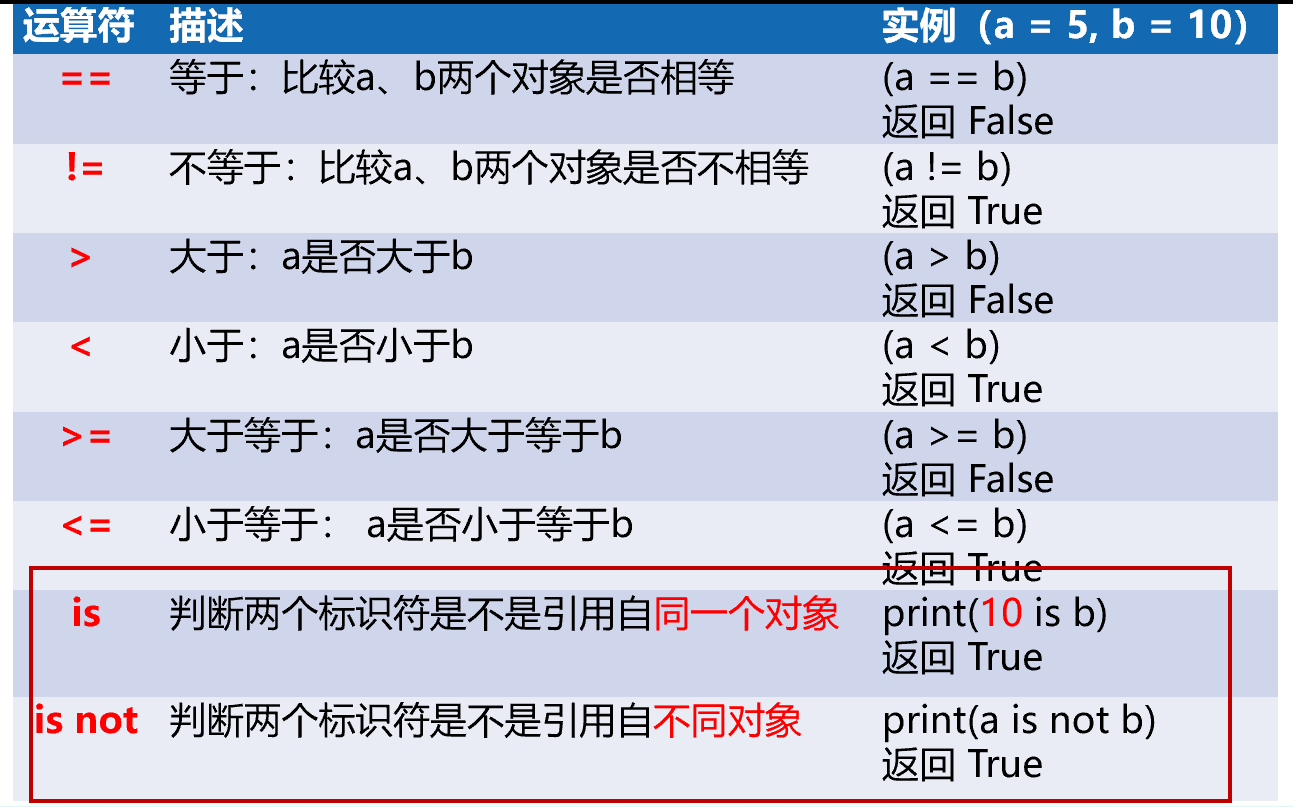 运算符 描述 实例 (a = 5, b = 10)
== 等于：比较a、b两个对象是否相等 (a == b)
返回 False
!= 不等于：比较a、b两个对象是否不相等 (a != b)
返回 True
> 大于：a是否大于b (a > b)
返回 False
< 小于：a是否小于b (a < b)
返回 True
>= 大于等于：a是否大于等于b (a >= b)
返回 False
<= 小于等于： a是否小于等于b (a <= b)
返回 True
is 判断两个标识符是不是引用自同一个对象 print(10 is b)
返回 True
is not 判断两个标识符是不是引用自不同对象 print(a is not b)
返回 True